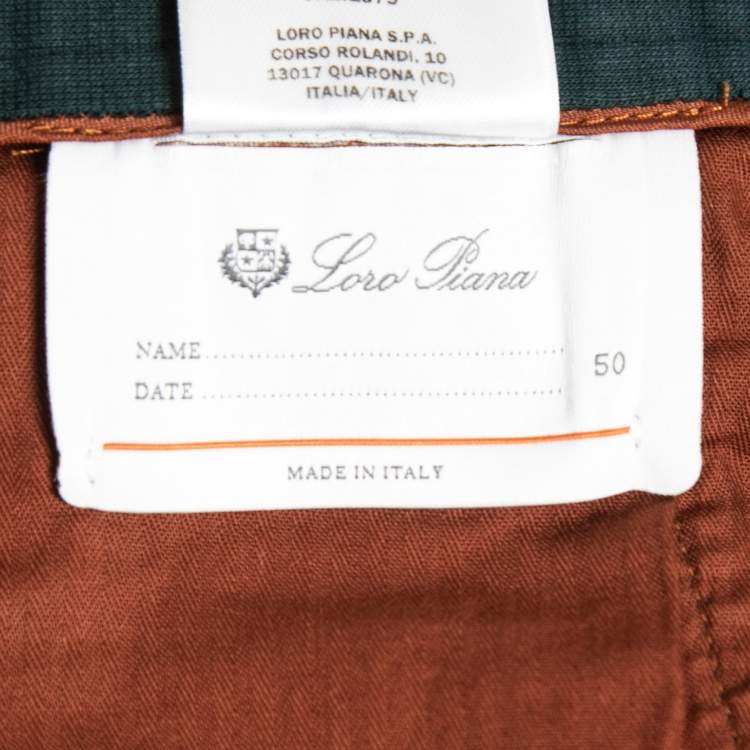 LORO PIANA S.P.A.
CORSO ROLANDI, 10
13017 QUARONA (VC)
ITALIA/ITALY
Loro Piana
NAME
50
DATE
MADE IN ITALY